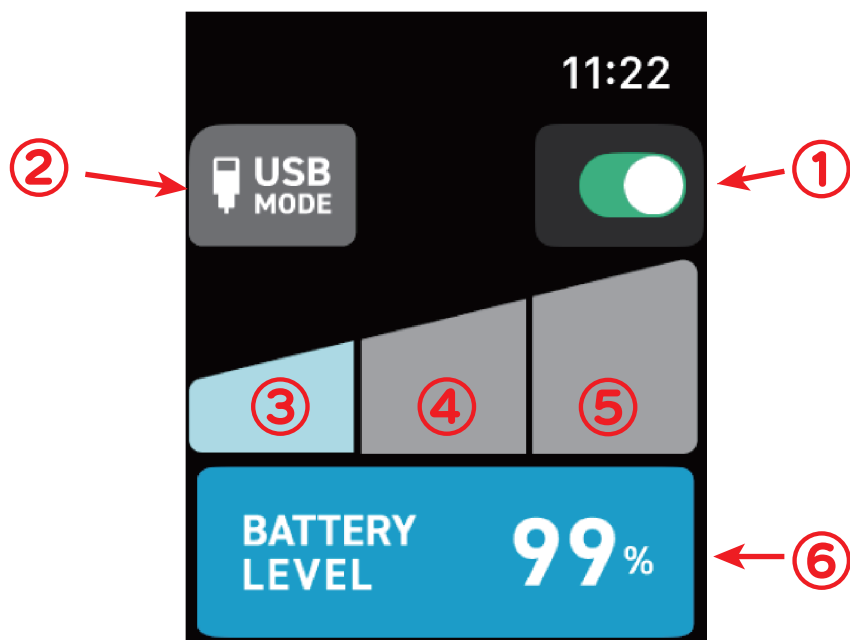 11:22
② USB ①
MODE
③ ④ ⑤
BATTERY 99%
LEVEL
⑥